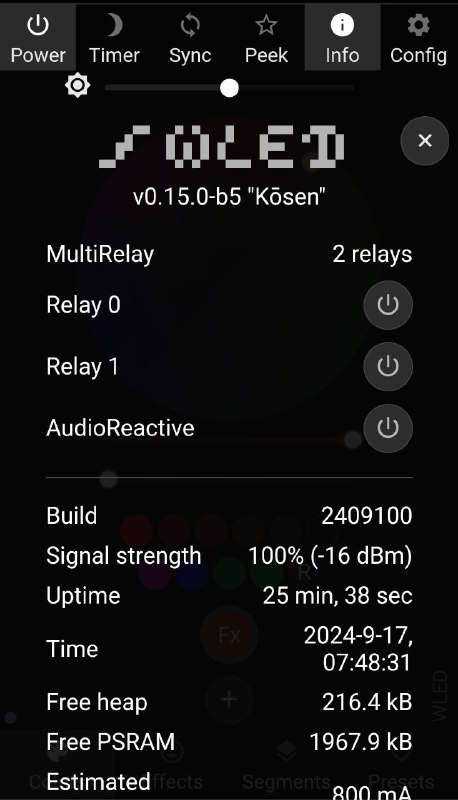 Power Timer Sync Peek Info Config
WLED
v0.15.0-b5 "Kōsen"
MultiRelay 2 relays
Relay 0
Relay 1
AudioReactive
Build 2409100
Signal strength 100% (-16 dBm)
R
Uptime 25 min, 38 sec
Time 2024-9-17,
07:48:31
Fx
Free heap 216.4 kB
WLED
Free PSRAM 1967.9 kB
Estimated 800 mA
Effects Segments Presets